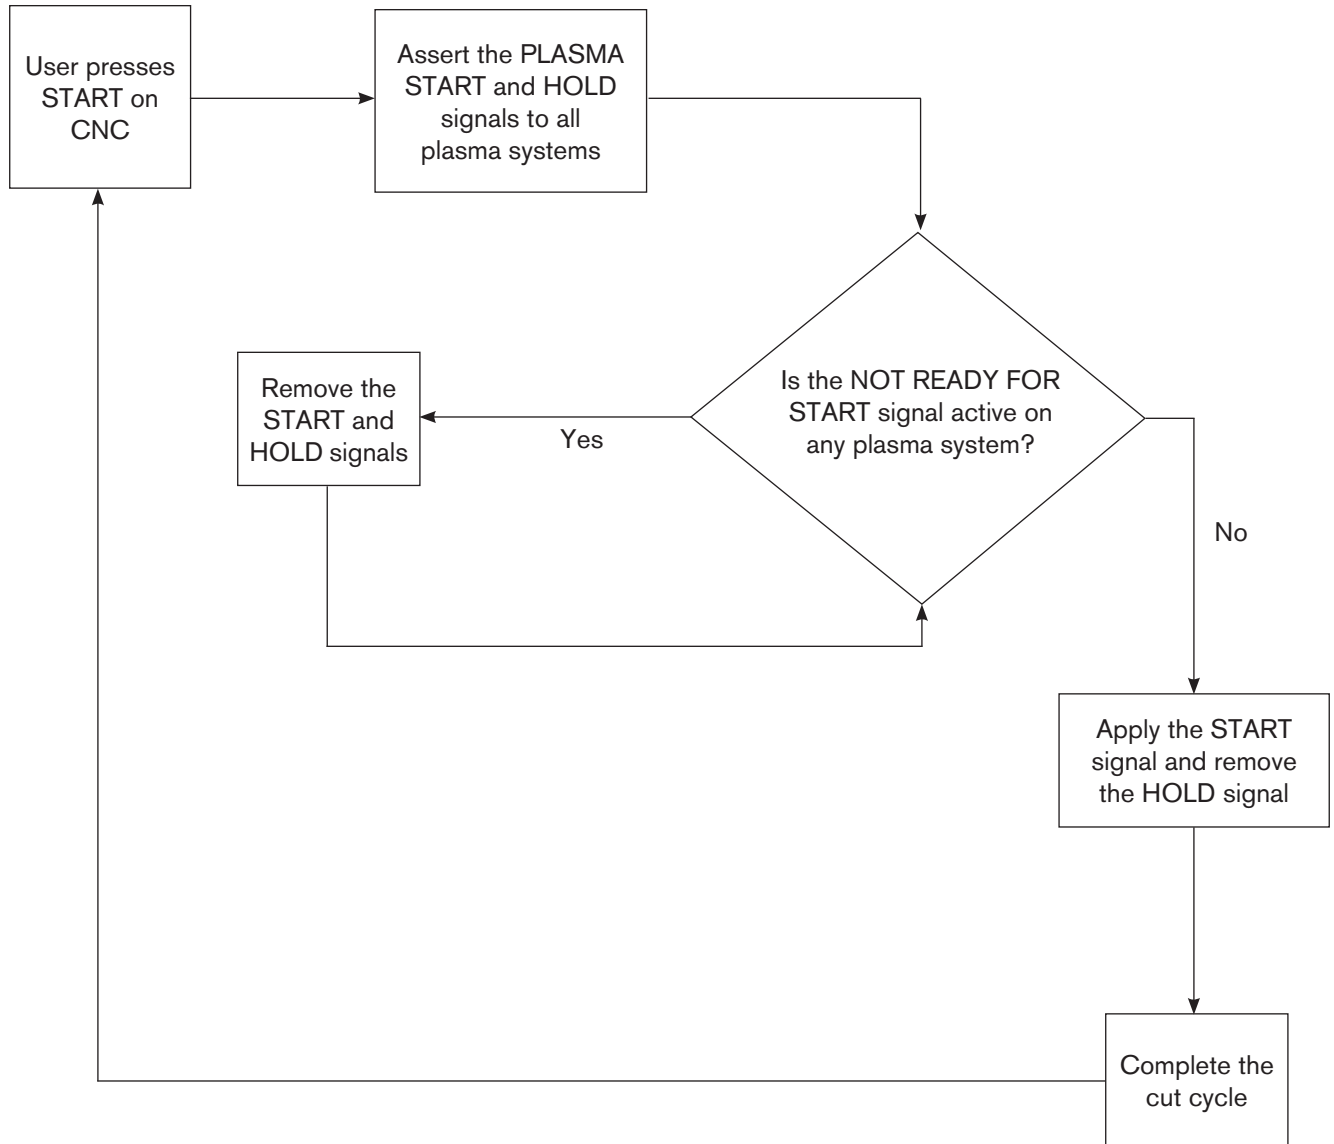 User presses
START on
CNC
Assert the PLASMA
START and HOLD
signals to all
plasma systems
Is the NOT READY FOR
START signal active on
any plasma system?
Remove the
START and
HOLD signals
Yes
No
Apply the START
signal and remove
the HOLD signal
Complete the
cut cycle